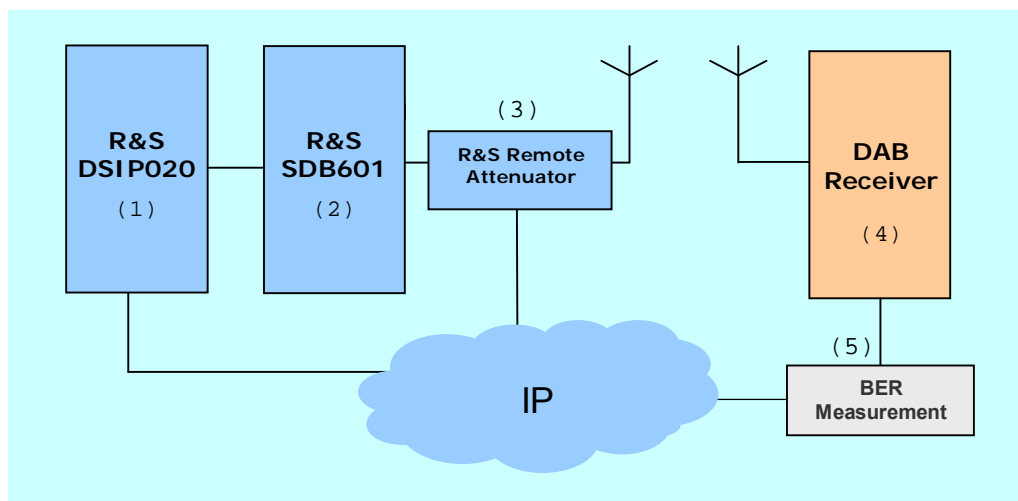 R&S
DSIP020
(1)
R&S
SDB601
(2)
(3)
R&S Remote
Attenuator
DAB
Receiver
(4)
(5)
BER
Measurement
IP